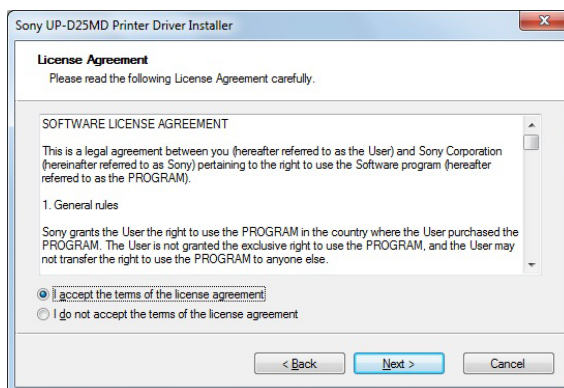 Sony UP-D25MD Printer Driver Installer
License Agreement
Please read the following License Agreement carefully.
SOFTWARE LICENSE AGREEMENT
This is a legal agreement between you (hereafter referred to as the User) and Sony Corporation
(hereinafter referred to as Sony) pertaining to the right to use the Software program (hereafter
referred to as the PROGRAM).
1. General rules
Sony grants the User the right to use the PROGRAM in the country where the User purchased the
PROGRAM. The User is not granted the exclusive right to use the PROGRAM, and the User may
not transfer the right to use the PROGRAM to anyone else.
I accept the terms of the license agreement
I do not accept the terms of the license agreement
< Back Next > Cancel